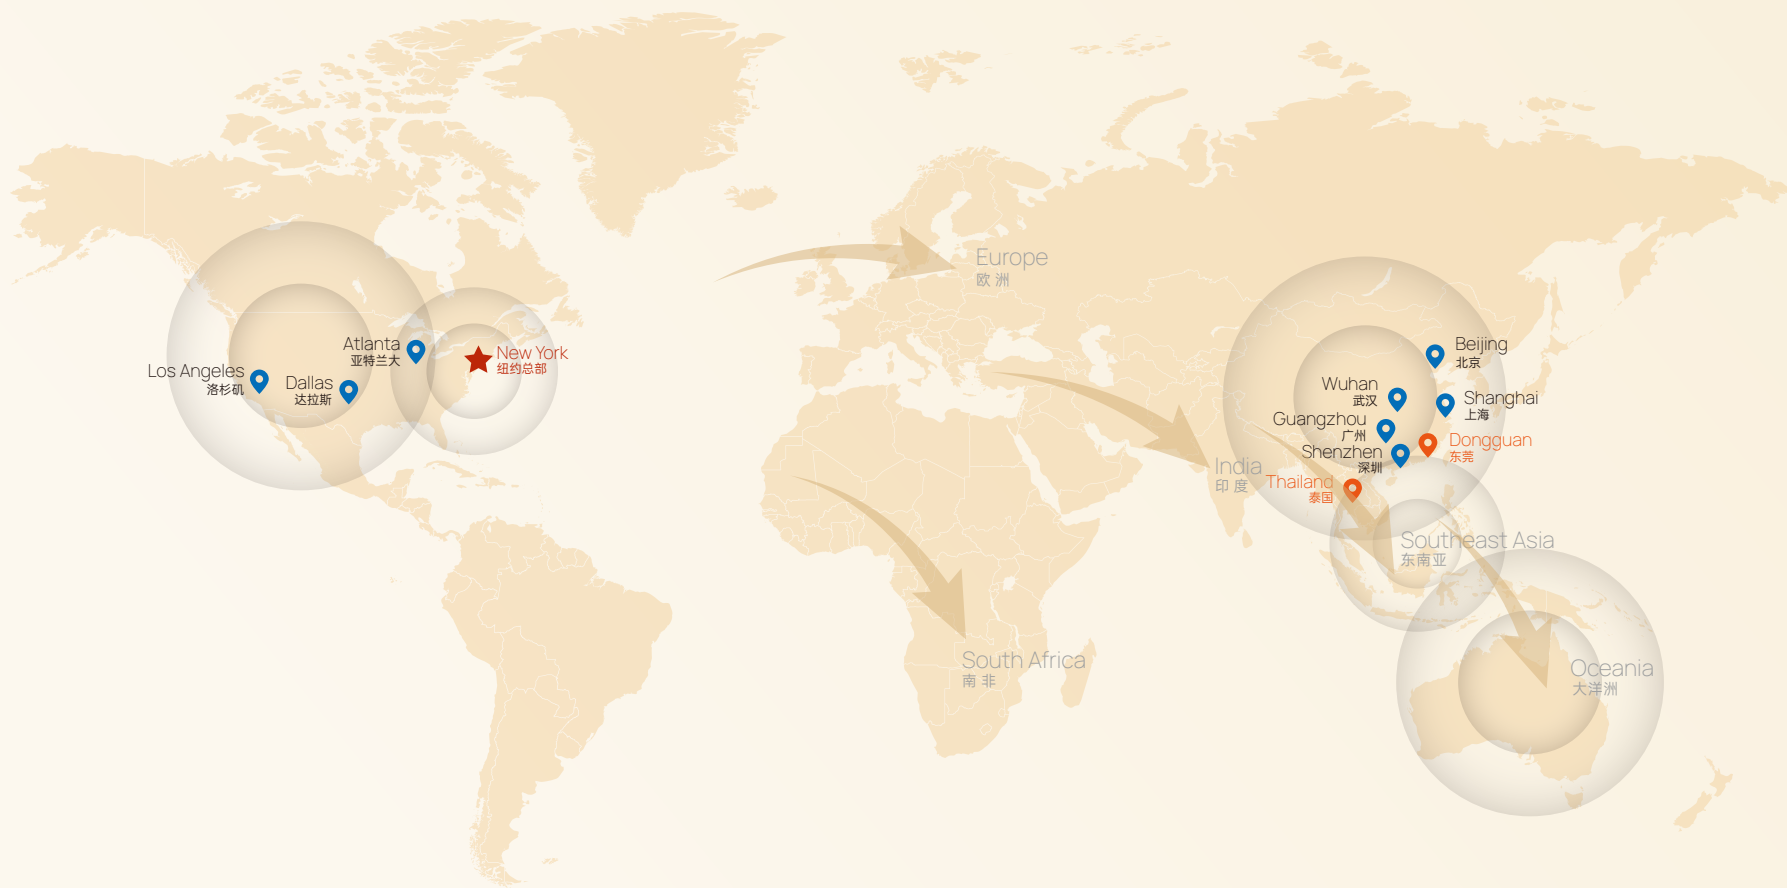 Europe
欧 洲
Atlanta
亚特兰大
New York
纽约总部
Los Angeles
洛杉矶
Dallas
达拉斯
Beijing
北京
Wuhan
武汉
Shanghai
上海
Guangzhou
广州
Dongguan
东莞
Shenzhen
深圳
India
印 度
Thailand
泰国
Southeast Asia
东南亚
South Africa
南 非
Oceania
大洋洲